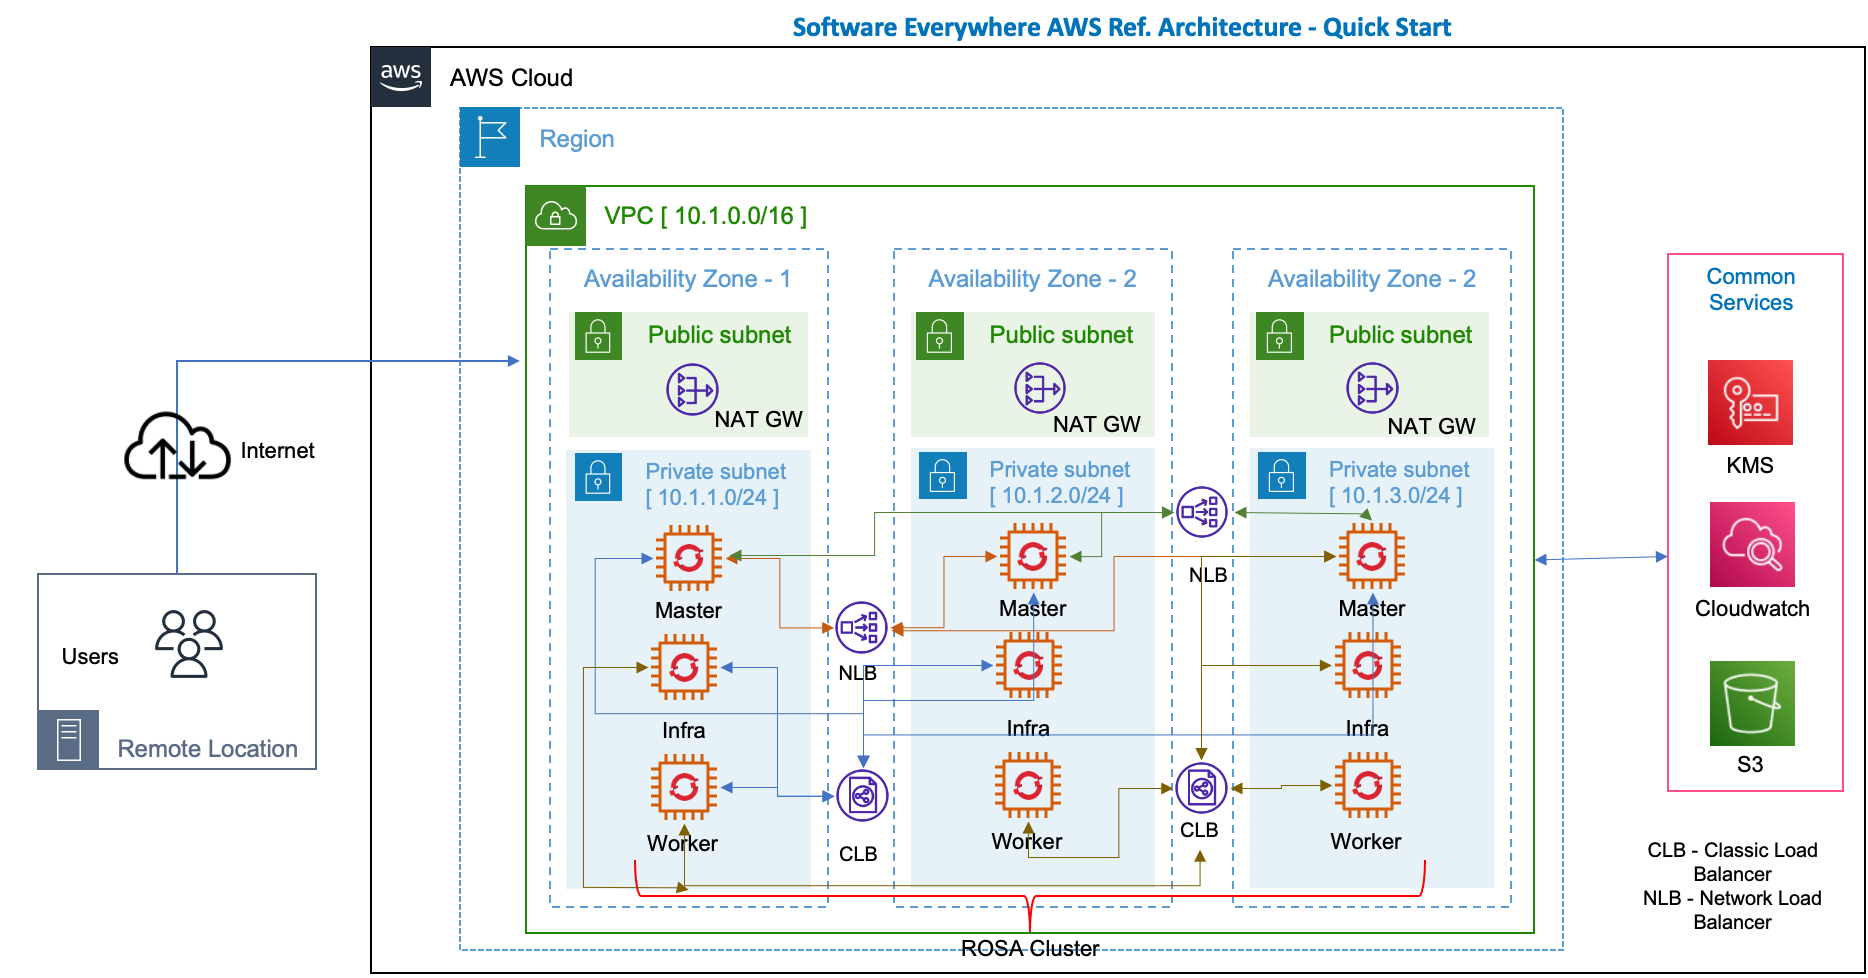 Software Everywhere AWS Ref. Architecture - Quick Start
aws
AWS Cloud
Region
VPC [ 10.1.0.0/16 ]
Availability Zone - 1
Availability Zone - 2
Availability Zone - 2
Public subnet
NAT GW
Public subnet
NAT GW
Public subnet
NAT GW
Private subnet
[ 10.1.1.0/24 ]
Private subnet
[ 10.1.2.0/24 ]
Private subnet
[ 10.1.3.0/24 ]
Master
Master
Master
NLB
NLB
Infra
Infra
Infra
Worker
Worker
Worker
CLB
CLB
ROSA Cluster
Internet
Users
Remote Location
Common
Services
KMS
Cloudwatch
S3
CLB - Classic Load
Balancer
NLB - Network Load
Balancer